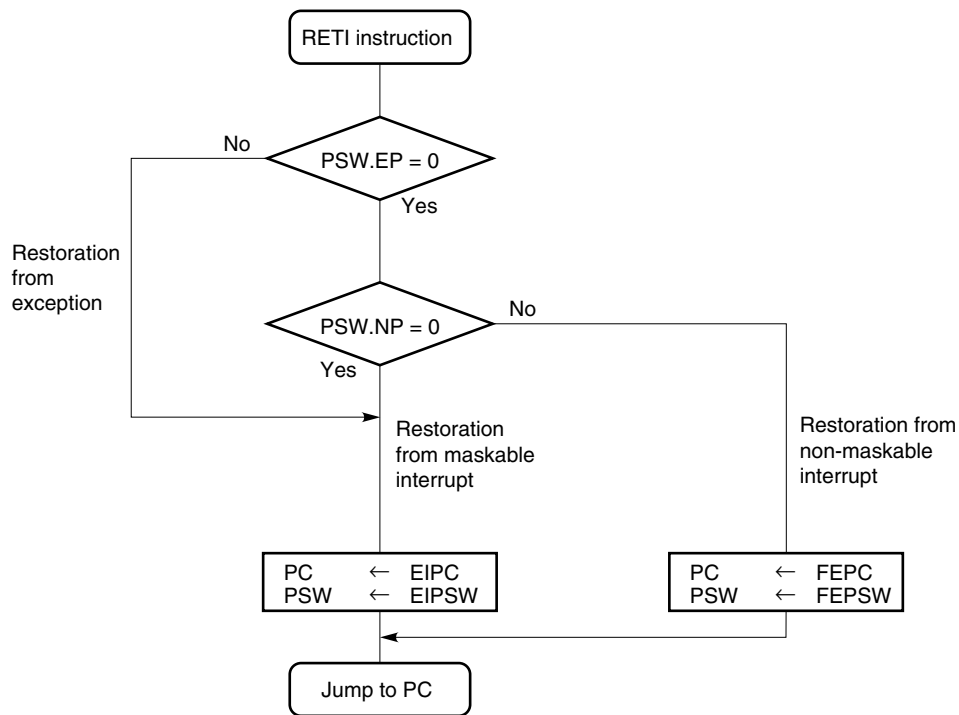 RETI instruction
No
PSW.EP = 0
Yes
Restoration
from
exception
PSW.NP = 0
No
Yes
Restoration
from maskable
interrupt
Restoration from
non-maskable
interrupt
PC ← EIPC
PSW ← EIPSW
PC ← FEPC
PSW ← FEPSW
Jump to PC